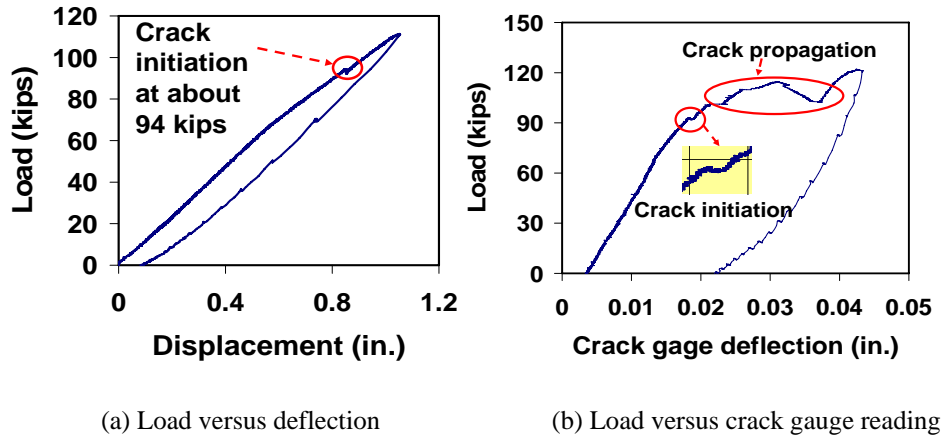 Crack
initiation
at about
94 kips
Load (kips)
120
100
80
60
40
20
0
0 0.4 0.8 1.2
Displacement (in.)
(a) Load versus deflection
Crack propagation
Crack initiation
Load (kips)
150
120
90
60
30
0
0 0.01 0.02 0.03 0.04 0.05
Crack gage deflection (in.)
(b) Load versus crack gauge reading